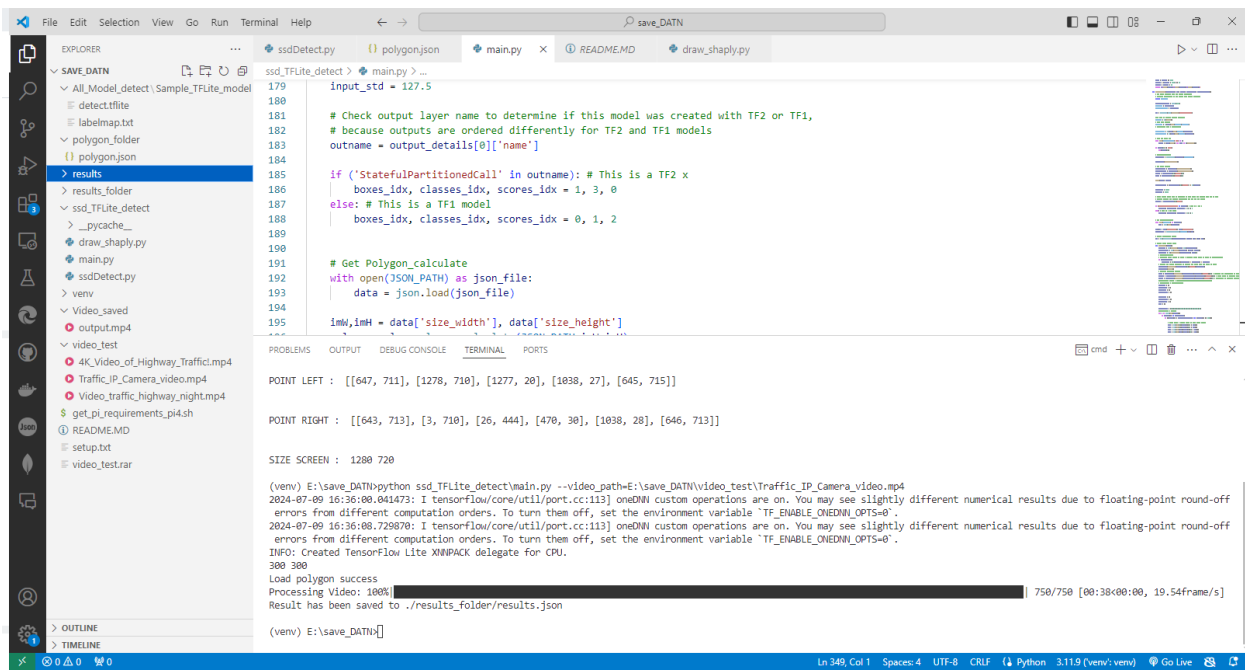 File Edit Selection View Go Run Terminal Help
save_DATN
EXPLORER
ssdDetect.py
polygon.json
main.py
README.MD
draw_shaply.py
SAVE_DATN
All_Model_detect\Sample_TFLite_model
detect.tflite
labelmap.txt
polygon_folder
polygon.json
results
results_folder
ssd_TFLite_detect
__pycache__
draw_shaply.py
main.py
ssdDetect.py
venv
Video_saved
output.mp4
video_test
4K_Video_of_Highway_Traffic!.mp4
Traffic_IP_Camera_video.mp4
Video_traffic_highway_night.mp4
get_pi_requirements_pi4.sh
README.MD
setup.txt
video_test.rar
OUTLINE
TIMELINE
ssd_TFLite_detect > main.py > ...
179 input_std = 127.5
180
181 # Check output layer name to determine if this model was created with TF2 or TF1,
182 # because outputs are ordered differently for TF2 and TF1 models
183 outname = output_details[0]['name']
184
185 if ('StatefulPartitionedCall' in outname): # This is a TF2 x
186 boxes_idx, classes_idx, scores_idx = 1, 3, 0
187 else: # This is a TF1 model
188 boxes_idx, classes_idx, scores_idx = 0, 1, 2
189
190
191 # Get Polygon_calculate
192 with open(JSON_PATH) as json_file:
193 data = json.load(json_file)
194
195 imW,imH = data['size_width'], data['size_height']
PROBLEMS OUTPUT DEBUG CONSOLE TERMINAL PORTS
cmd
POINT LEFT : [[647, 711], [1278, 710], [1277, 20], [1038, 27], [645, 715]]
POINT RIGHT : [[643, 713], [3, 710], [26, 444], [470, 30], [1038, 28], [646, 713]]
SIZE SCREEN : 1280 720
(venv) E:\save_DATN>python ssd_TFLite_detect\main.py --video_path=E:\save_DATN\video_test\Traffic_IP_Camera_video.mp4
2024-07-09 16:36:00.041473: I tensorflow/core/util/port.cc:113] oneDNN custom operations are on. You may see slightly different numerical results due to floating-point round-off
errors from different computation orders. To turn them off, set the environment variable `TF_ENABLE_ONEDNN_OPTS=0`.
2024-07-09 16:36:08.729870: I tensorflow/core/util/port.cc:113] oneDNN custom operations are on. You may see slightly different numerical results due to floating-point round-off
errors from different computation orders. To turn them off, set the environment variable `TF_ENABLE_ONEDNN_OPTS=0`.
INFO: Created TensorFlow Lite XNNPACK delegate for CPU.
300 300
Load polygon success
Processing Video: 100%| | 750/750 [00:38<00:00, 19.54frame/s]
Result has been saved to ./results_folder/results.json
(venv) E:\save_DATN>
0 0 0 Ln 349, Col 1 Spaces: 4 UTF-8 CRLF Python 3.11.9 ('venv': venv) Go Live